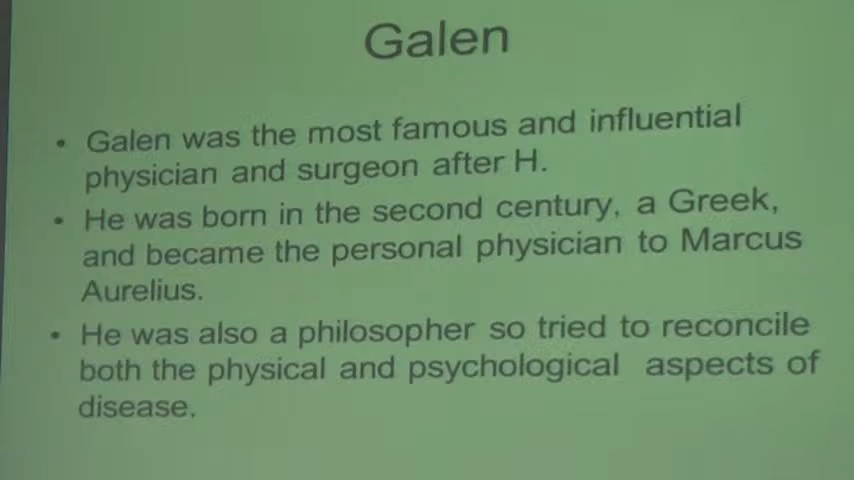 Galen
• Galen was the most famous and influential
physician and surgeon after H.
• He was born in the second century, a Greek,
and became the personal physician to Marcus
Aurelius.
• He was also a philosopher so tried to reconcile
both the physical and psychological aspects of
disease.